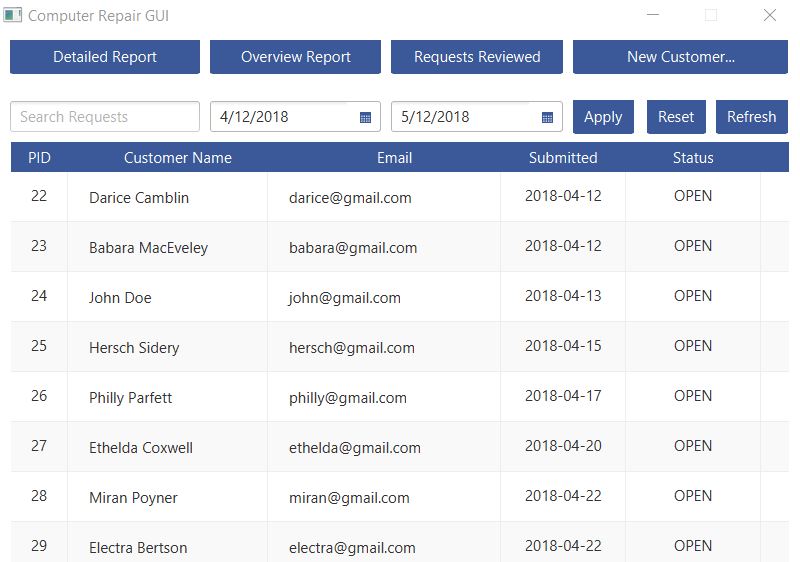 Computer Repair GUI
Detailed Report Overview Report Requests Reviewed New Customer...
Search Requests 4/12/2018 5/12/2018 Apply Reset Refresh
PID Customer Name Email Submitted Status
22 Darice Camblin darice@gmail.com 2018-04-12 OPEN
23 Babara MacEveley babara@gmail.com 2018-04-12 OPEN
24 John Doe john@gmail.com 2018-04-13 OPEN
25 Hersch Sidery hersch@gmail.com 2018-04-15 OPEN
26 Philly Parfett philly@gmail.com 2018-04-17 OPEN
27 Ethelda Coxwell ethelda@gmail.com 2018-04-20 OPEN
28 Miran Poyner miran@gmail.com 2018-04-22 OPEN
29 Electra Bertson electra@gmail.com 2018-04-22 OPEN